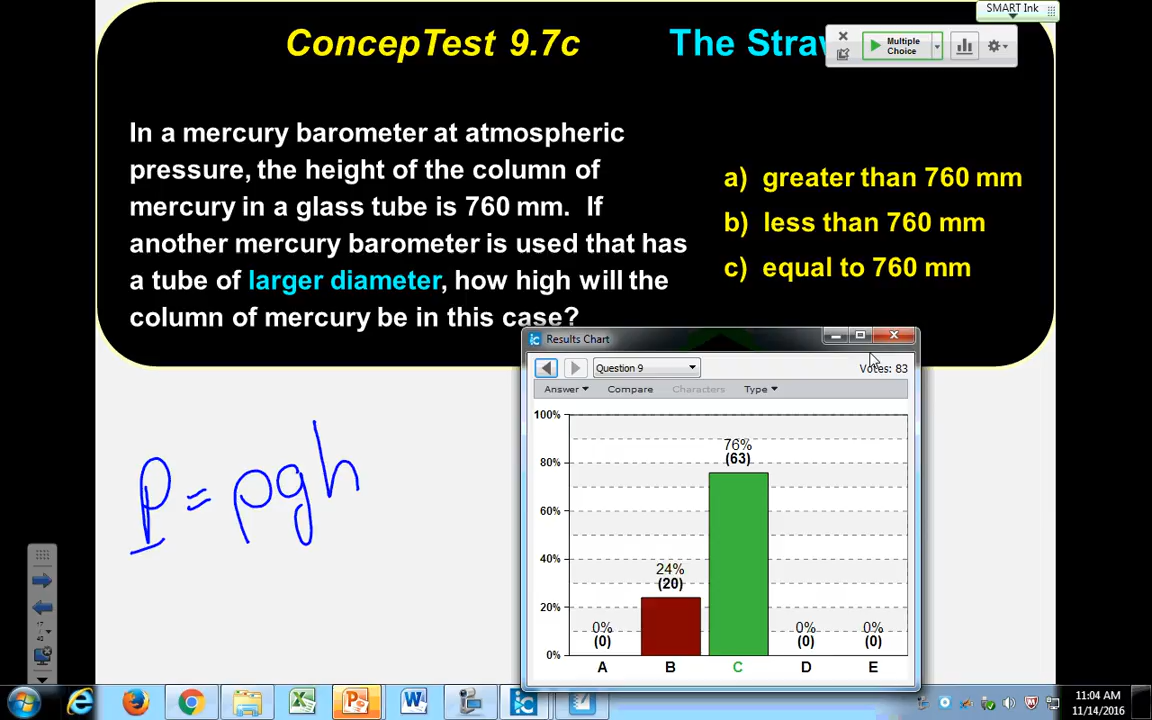 SMART Ink
ConcepTest 9.7c The Straw
Multiple
Choice
In a mercury barometer at atmospheric
pressure, the height of the column of
mercury in a glass tube is 760 mm. If
another mercury barometer is used that has
a tube of larger diameter, how high will the
column of mercury be in this case?
a) greater than 760 mm
b) less than 760 mm
c) equal to 760 mm
Results Chart
Question 9
Votes: 83
Answer Compare Characters Type
100%
80%
60%
40%
20%
0%
0%
(0)
24%
(20)
76%
(63)
0%
(0)
0%
(0)
A B C D E
P = ρgh
11:04 AM
11/14/2016